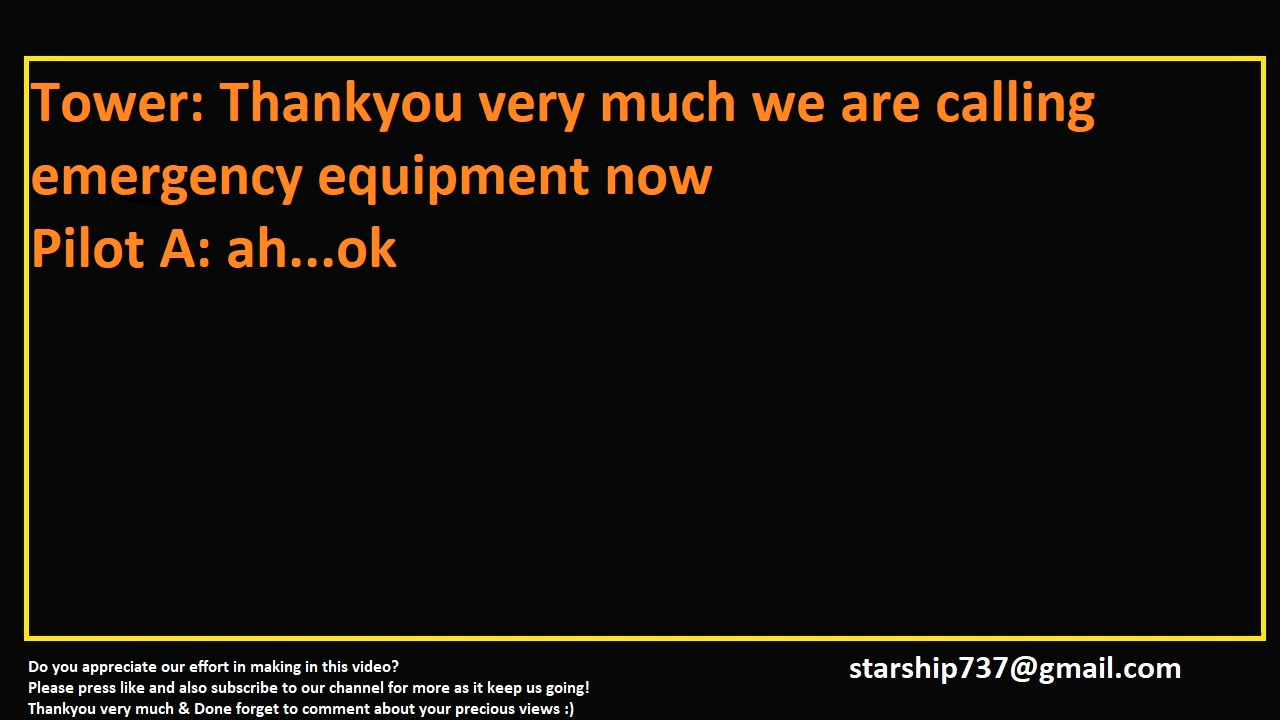 Tower: Thankyou very much we are calling
emergency equipment now
Pilot A: ah...ok
Do you appreciate our effort in making in this video?
Please press like and also subscribe to our channel for more as it keep us going!
Thankyou very much & Done forget to comment about your precious views :)
starship737@gmail.com